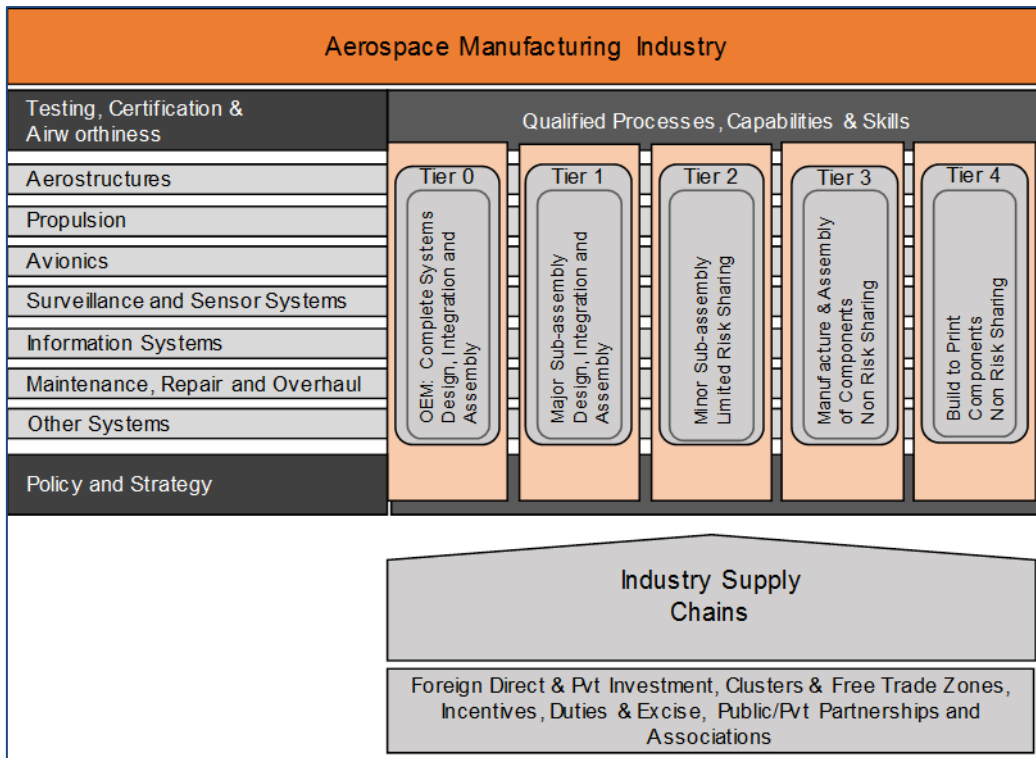 Aerospace Manufacturing Industry
Testing, Certification &
Airworthiness
Qualified Processes, Capabilities & Skills
Aerostructures
Propulsion
Avionics
Surveillance and Sensor Systems
Information Systems
Maintenance, Repair and Overhaul
Other Systems
Policy and Strategy
Tier 0
OEM: Complete Systems
Design, Integration and
Assembly
Tier 1
Major Sub-assembly
Design, Integration and
Assembly
Tier 2
Minor Sub-assembly
Limited Risk Sharing
Tier 3
Manufacture & Assembly
of Components
Non Risk Sharing
Tier 4
Build to Print
Components
Non Risk Sharing
Industry Supply
Chains
Foreign Direct & Pvt Investment, Clusters & Free Trade Zones,
Incentives, Duties & Excise, Public/Pvt Partnerships and
Associations